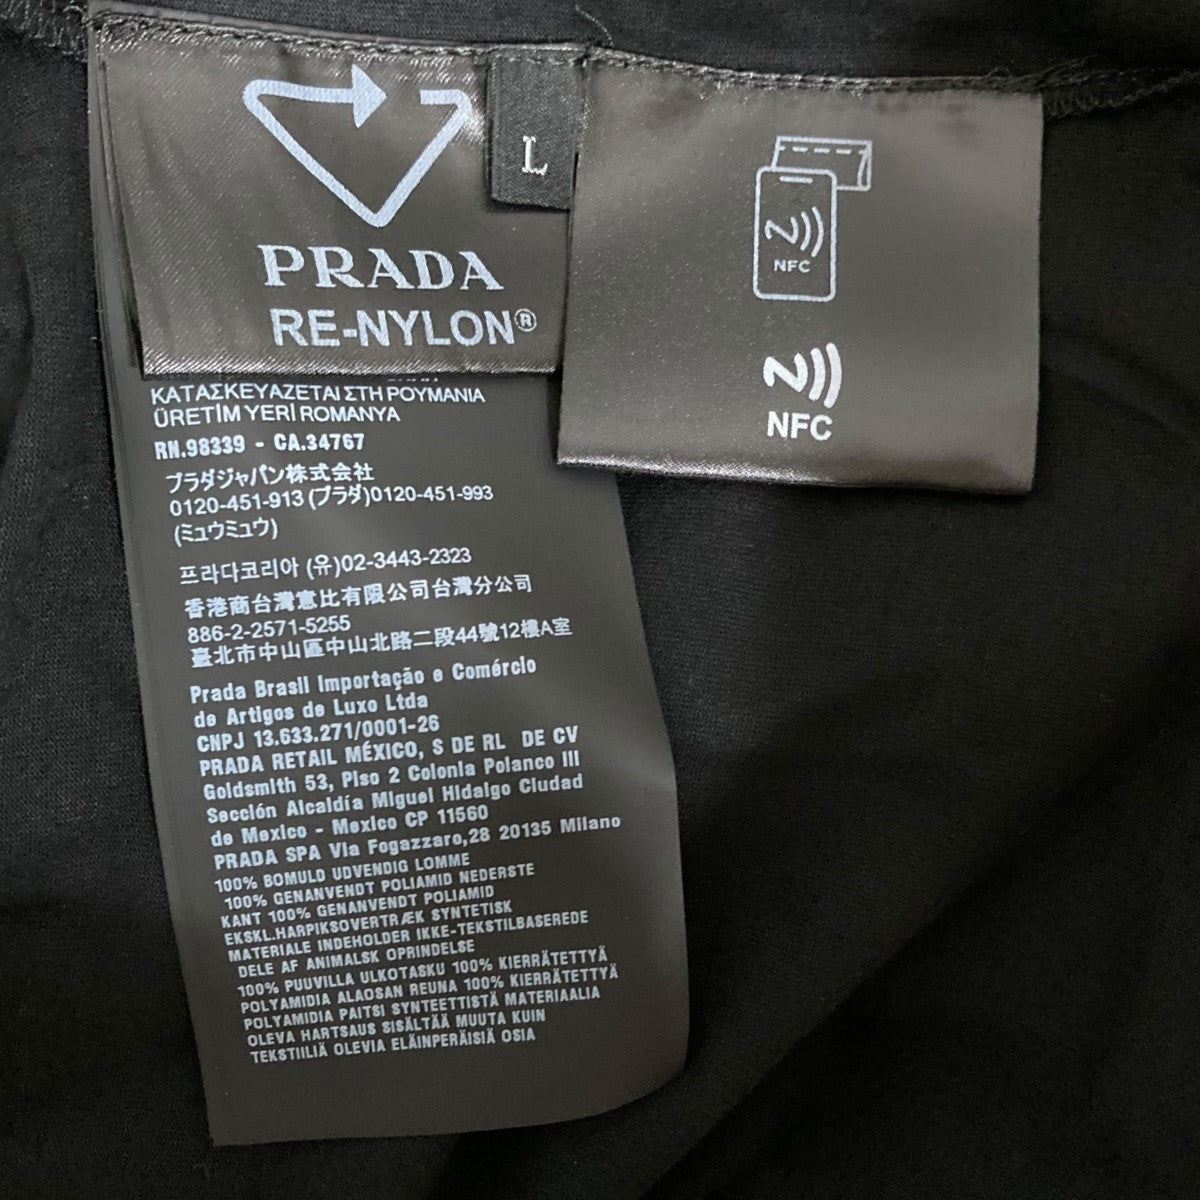 PRADA
RE-NYLON®
L
NFC
NFC
ΚΑΤΑΣΚΕΥΑΖΕΤΑΙ ΣΤΗ ΡΟΥΜΑΝΙΑ
ÜRETİM YERİ ROMANYA
RN.98339 - CA.34767
プラダジャパン株式会社
0120-451-913 (プラダ)0120-451-993
(ミュウミュウ)
프라다코리아 (유)02-3443-2323
香港商台灣意比有限公司台灣分公司
886-2-2571-5255
臺北市中山區中山北路二段44號12樓A室
Prada Brasil Importação e Comércio
de Artigos de Luxo Ltda
CNPJ 13.633.271/0001-26
PRADA RETAIL MÉXICO, S DE RL DE CV
Goldsmith 53, Piso 2 Colonia Polanco III
Sección Alcaldía Miguel Hidalgo Ciudad
de Mexico - Mexico CP 11560
PRADA SPA Via Fogazzaro,28 20135 Milano
100% BOMULD UDVENDIG LOMME
100% GENANVENDT POLIAMID NEDERSTE
KANT 100% GENANVENDT POLIAMID
EKSKL.HARPIKSOVERTRÆK SYNTETISK
MATERIALE INDEHOLDER IKKE-TEKSTILBASEREDE
DELE AF ANIMALSK OPRINDELSE
100% PUUVILLA ULKOTASKU 100% KIERRÄTETTYÄ
POLYAMIDIA ALAOSAN REUNA 100% KIERRÄTETTYÄ
POLYAMIDIA PAITSI SYNTEETTISTÄ MATERIAALIA
OLEVA HARTSAUS SISÄLTÄÄ MUUTA KUIN
TEKSTIILIÄ OLEVIA ELÄINPERÄISIÄ OSIA